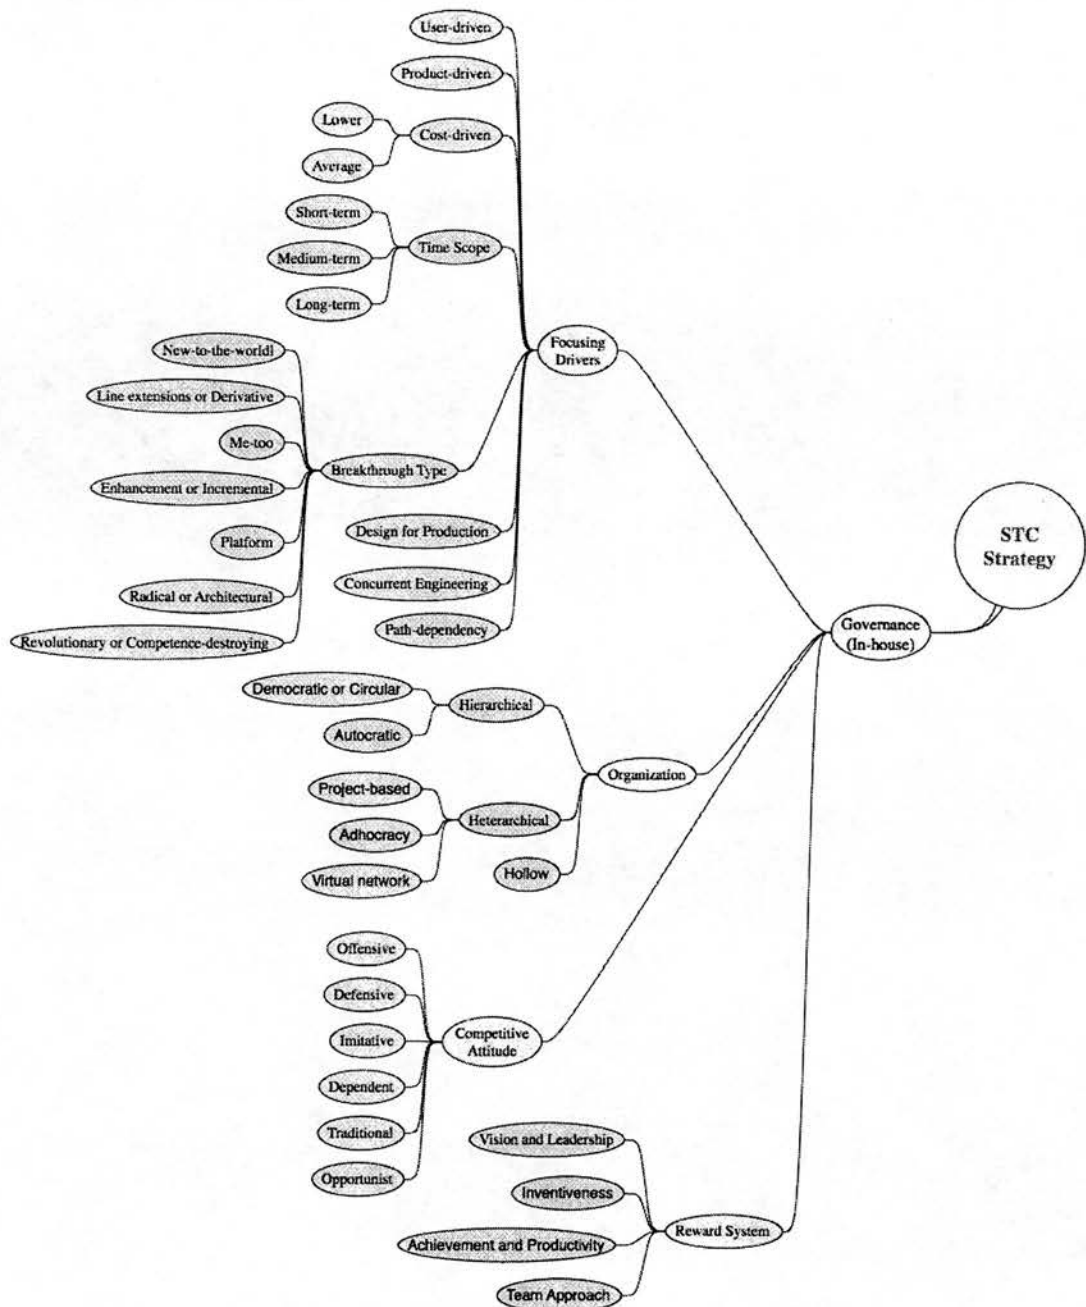 User-driven
Product-driven
Lower
Cost-driven
Average
Short-term
Medium-term
Time Scope
Long-term
Focusing
Drivers
New-to-the-worldl
Line extensions or Derivative
Me-too
Enhancement or Incremental
Breakthrough Type
Platform
Radical or Architectural
Revolutionary or Competence-destroying
Design for Production
Concurrent Engineering
Path-dependency
STC
Strategy
Governance
(In-house)
Democratic or Circular
Autocratic
Hierarchical
Organization
Project-based
Adhocracy
Virtual network
Heterarchical
Hollow
Offensive
Defensive
Imitative
Dependent
Traditional
Opportunist
Competitive
Attitude
Vision and Leadership
Inventiveness
Achievement and Productivity
Team Approach
Reward System